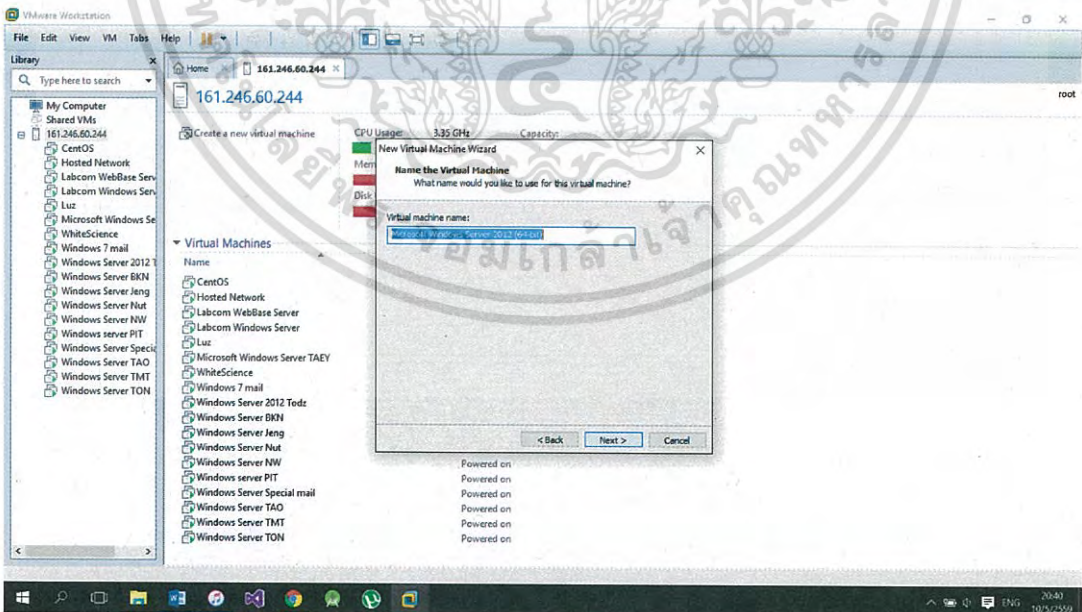 VMware Workstation
File Edit View VM Tabs Help
Library
Type here to search
My Computer
Shared VMs
161.246.60.244
CentOS
Hosted Network
Labcom WebBase Serv
Labcom Windows Serv
Luz
Microsoft Windows Se
WhiteScience
Windows 7 mail
Windows Server 2012 T
Windows Server BKN
Windows Server Jeng
Windows Server Nut
Windows Server NW
Windows server PIT
Windows Server Specia
Windows Server TAO
Windows Server TMT
Windows Server TON
Home
161.246.60.244
161.246.60.244
root
Create a new virtual machine
CPU Usage: 3.35 GHz Capacity:
Mem
Disk
Virtual Machines
Name
CentOS
Hosted Network
Labcom WebBase Server
Labcom Windows Server
Luz
Microsoft Windows Server TAEY
WhiteScience
Windows 7 mail
Windows Server 2012 Todz
Windows Server BKN
Windows Server Jeng
Windows Server Nut
Windows Server NW Powered on
Windows server PIT Powered on
Windows Server Special mail Powered on
Windows Server TAO Powered on
Windows Server TMT Powered on
Windows Server TON Powered on
New Virtual Machine Wizard
Name the Virtual Machine
What name would you like to use for this virtual machine?
Virtual machine name:
Microsoft Windows Server 2012 (64-bit)
< Back Next > Cancel
ENG
20:40
10/5/2559